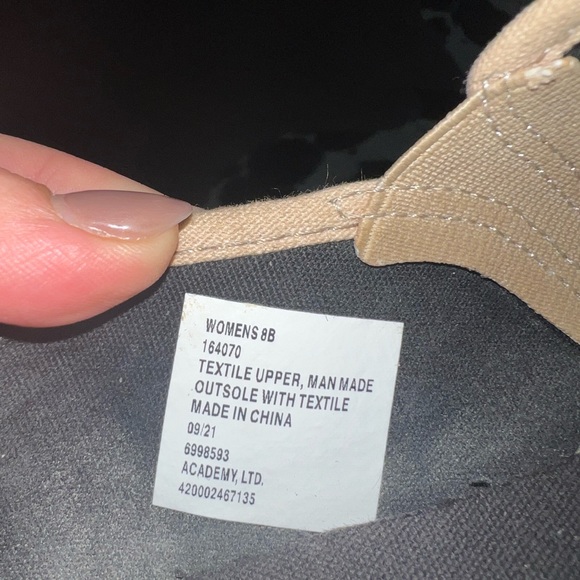 WOMENS 8B
164070
TEXTILE UPPER, MAN MADE
OUTSOLE WITH TEXTILE
MADE IN CHINA
09/21
6998593
ACADEMY, LTD.
420002467135